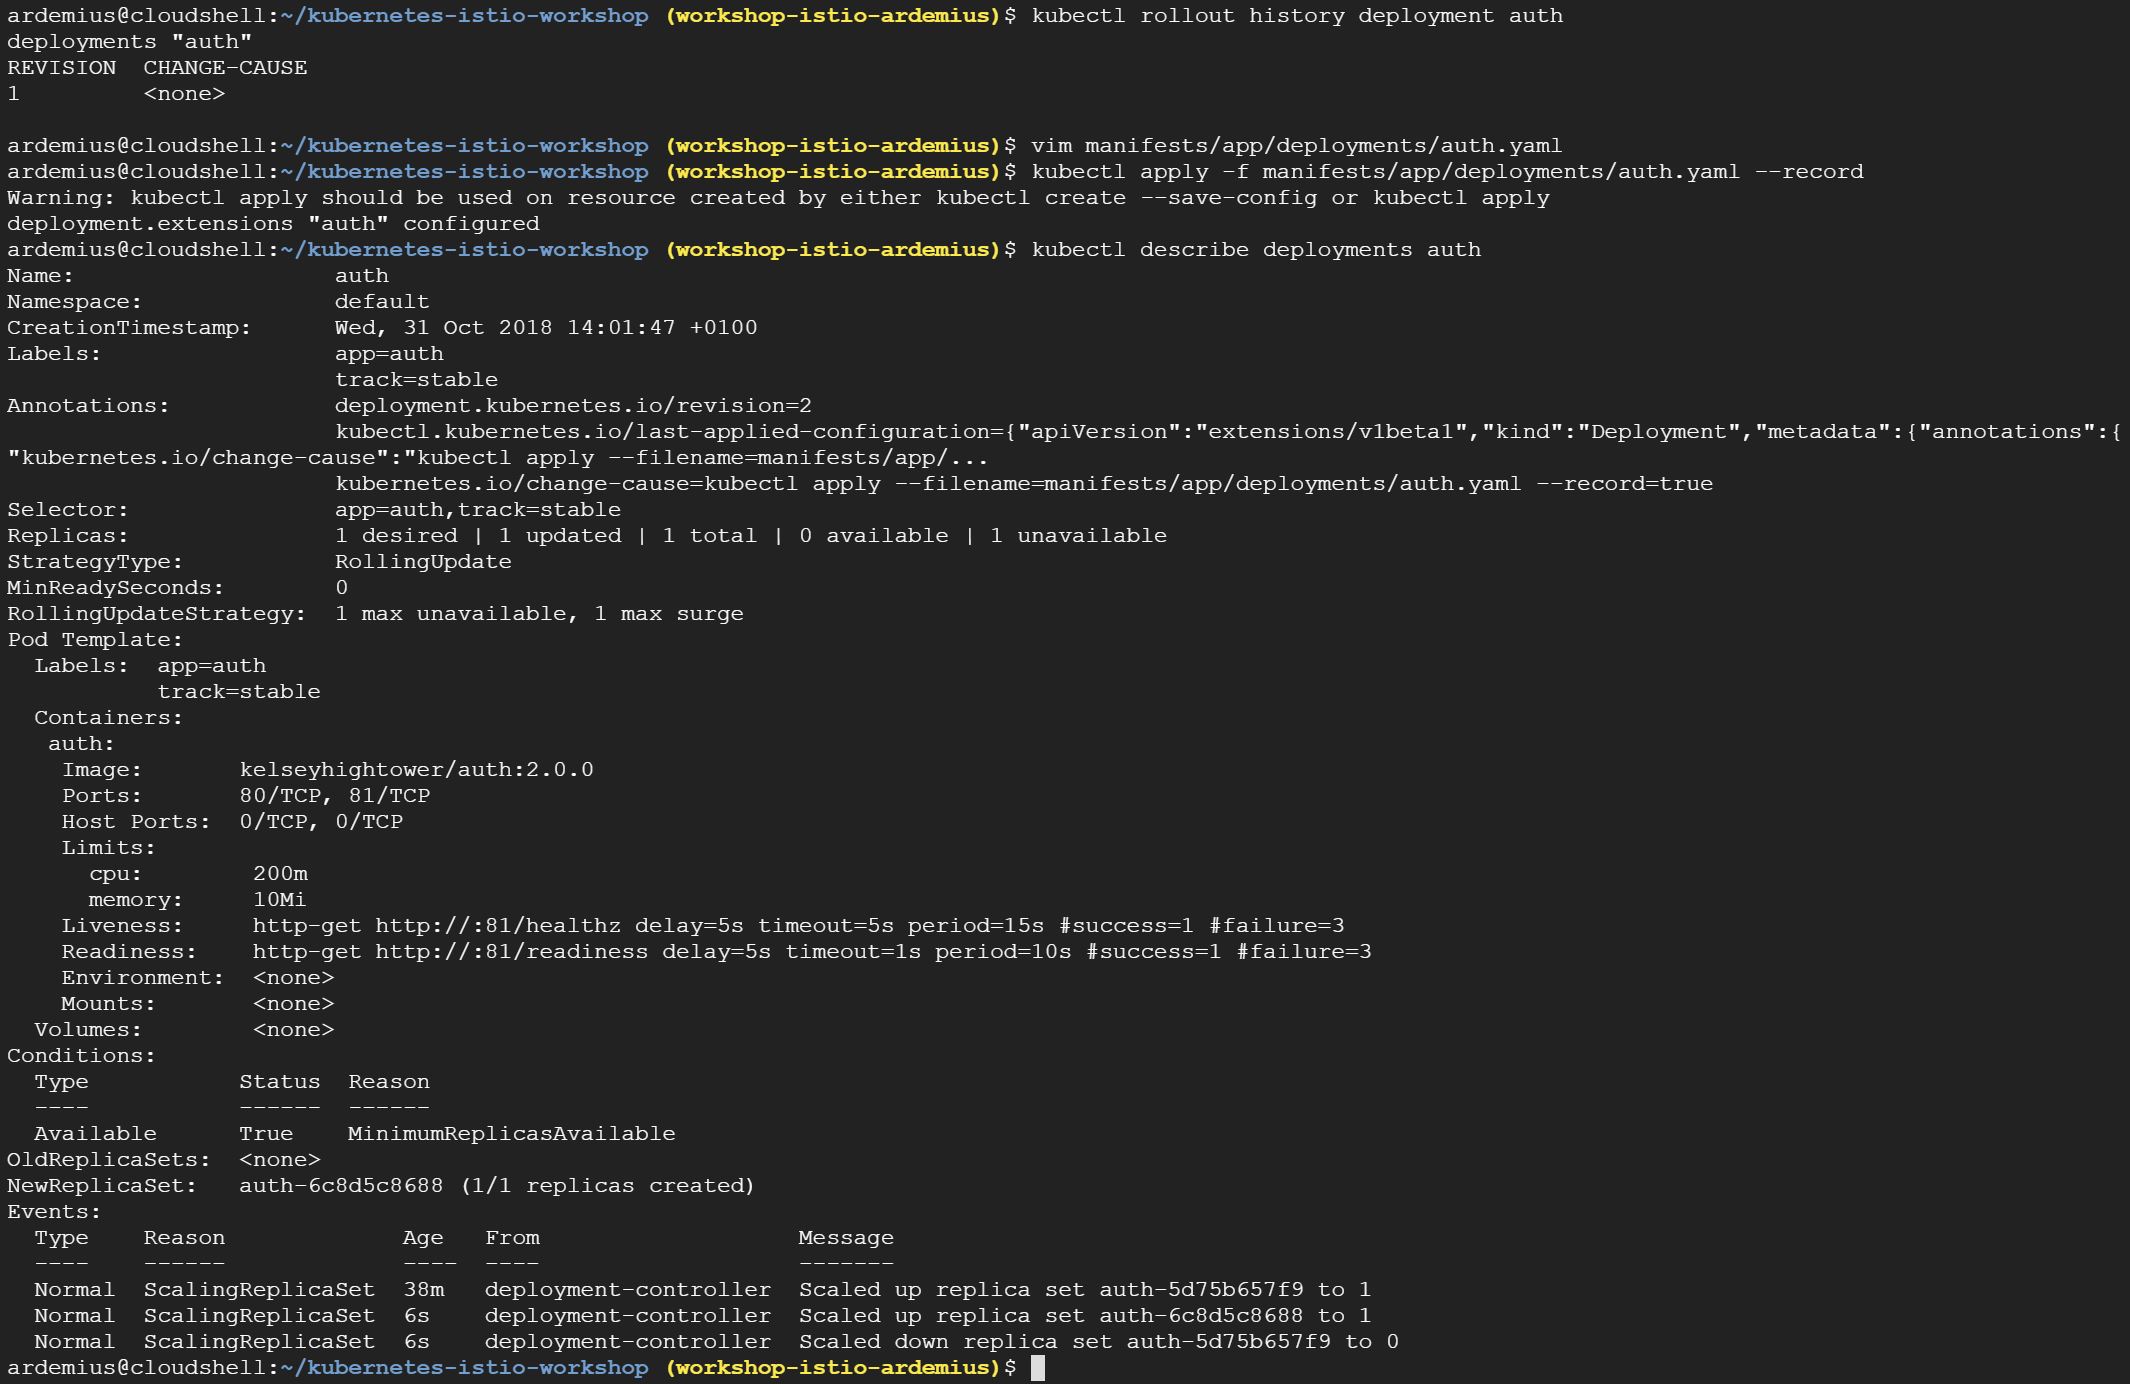 ardemius@cloudshell:~/kubernetes-istio-workshop (workshop-istio-ardemius)$ kubectl rollout history deployment auth
deployments "auth"
REVISION  CHANGE-CAUSE
1         <none>

ardemius@cloudshell:~/kubernetes-istio-workshop (workshop-istio-ardemius)$ vim manifests/app/deployments/auth.yaml
ardemius@cloudshell:~/kubernetes-istio-workshop (workshop-istio-ardemius)$ kubectl apply -f manifests/app/deployments/auth.yaml --record
Warning: kubectl apply should be used on resource created by either kubectl create --save-config or kubectl apply
deployment.extensions "auth" configured
ardemius@cloudshell:~/kubernetes-istio-workshop (workshop-istio-ardemius)$ kubectl describe deployments auth
Name:                   auth
Namespace:              default
CreationTimestamp:      Wed, 31 Oct 2018 14:01:47 +0100
Labels:                 app=auth
                        track=stable
Annotations:            deployment.kubernetes.io/revision=2
                        kubectl.kubernetes.io/last-applied-configuration={"apiVersion":"extensions/v1beta1","kind":"Deployment","metadata":{"annotations":{
"kubernetes.io/change-cause":"kubectl apply --filename=manifests/app/...
                        kubernetes.io/change-cause=kubectl apply --filename=manifests/app/deployments/auth.yaml --record=true
Selector:               app=auth,track=stable
Replicas:               1 desired | 1 updated | 1 total | 0 available | 1 unavailable
StrategyType:           RollingUpdate
MinReadySeconds:        0
RollingUpdateStrategy:  1 max unavailable, 1 max surge
Pod Template:
  Labels:  app=auth
           track=stable
  Containers:
   auth:
    Image:       kelseyhightower/auth:2.0.0
    Ports:       80/TCP, 81/TCP
    Host Ports:  0/TCP, 0/TCP
    Limits:
      cpu:        200m
      memory:     10Mi
    Liveness:     http-get http://:81/healthz delay=5s timeout=5s period=15s #success=1 #failure=3
    Readiness:    http-get http://:81/readiness delay=5s timeout=1s period=10s #success=1 #failure=3
    Environment:  <none>
    Mounts:       <none>
  Volumes:        <none>
Conditions:
  Type           Status  Reason
  ----           ------  ------
  Available      True    MinimumReplicasAvailable
OldReplicaSets:  <none>
NewReplicaSet:   auth-6c8d5c8688 (1/1 replicas created)
Events:
  Type    Reason             Age   From                   Message
  ----    ------             ----  ----                   -------
  Normal  ScalingReplicaSet  38m   deployment-controller  Scaled up replica set auth-5d75b657f9 to 1
  Normal  ScalingReplicaSet  6s    deployment-controller  Scaled up replica set auth-6c8d5c8688 to 1
  Normal  ScalingReplicaSet  6s    deployment-controller  Scaled down replica set auth-5d75b657f9 to 0
ardemius@cloudshell:~/kubernetes-istio-workshop (workshop-istio-ardemius)$